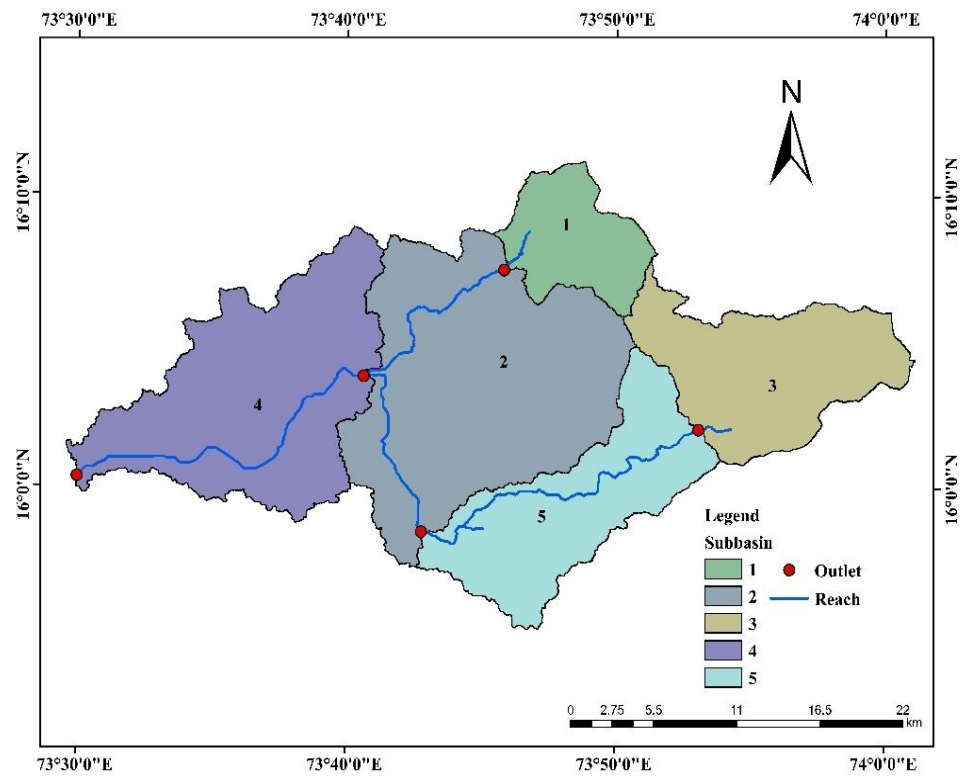 73°30'0"E 73°40'0"E 73°50'0"E 74°0'0"E
N
16°10'0"N 16°10'0"N
1
2
3
4
16°0'0"N 16°0'0"N
5
Legend
Subbasin
1 Outlet
2 Reach
3
4
5
0 2.75 5.5 11 16.5 22
km
73°30'0"E 73°40'0"E 73°50'0"E 74°0'0"E